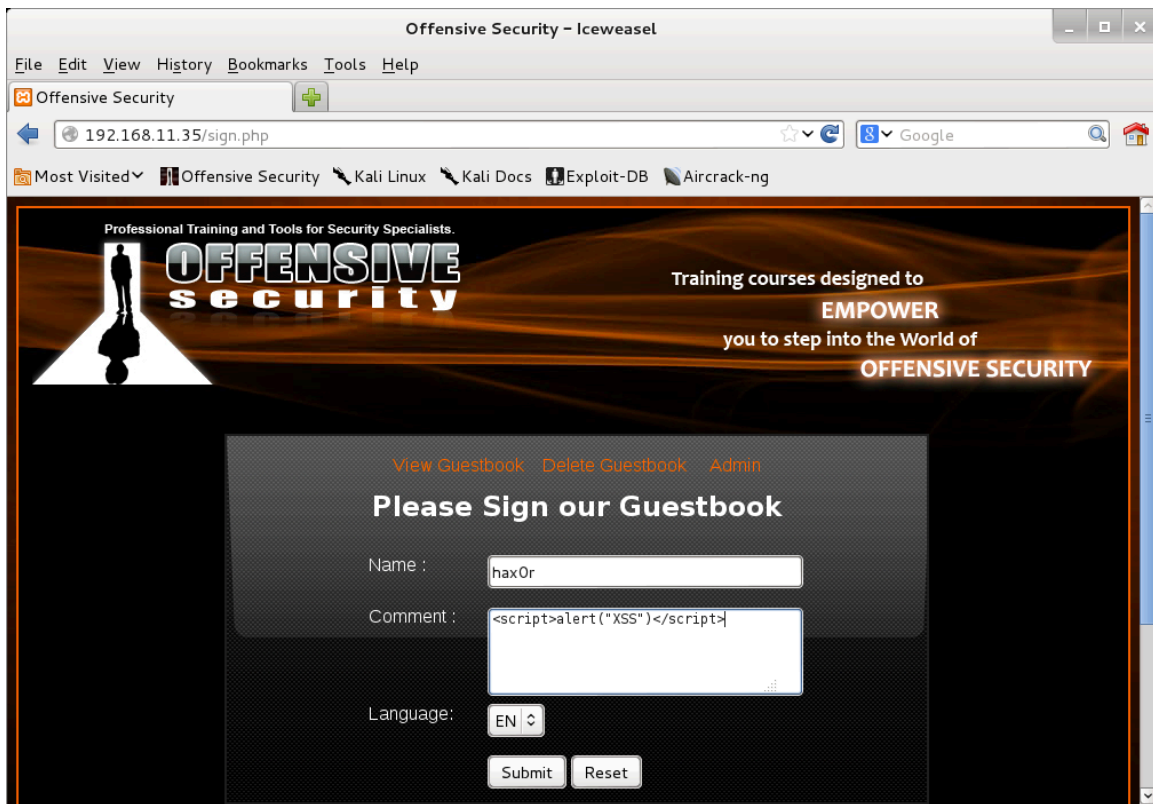 Offensive Security – Iceweasel
File Edit View History Bookmarks Tools Help
Offensive Security
192.168.11.35/sign.php
8 Google
Most Visited Offensive Security Kali Linux Kali Docs Exploit-DB Aircrack-ng
Professional Training and Tools for Security Specialists.
OFFENSIVE
security
Training courses designed to
EMPOWER
you to step into the World of
OFFENSIVE SECURITY
View Guestbook Delete Guestbook Admin
Please Sign our Guestbook
Name :
hax0r
Comment :
<script>alert("XSS")</script>
Language:
EN
Submit Reset